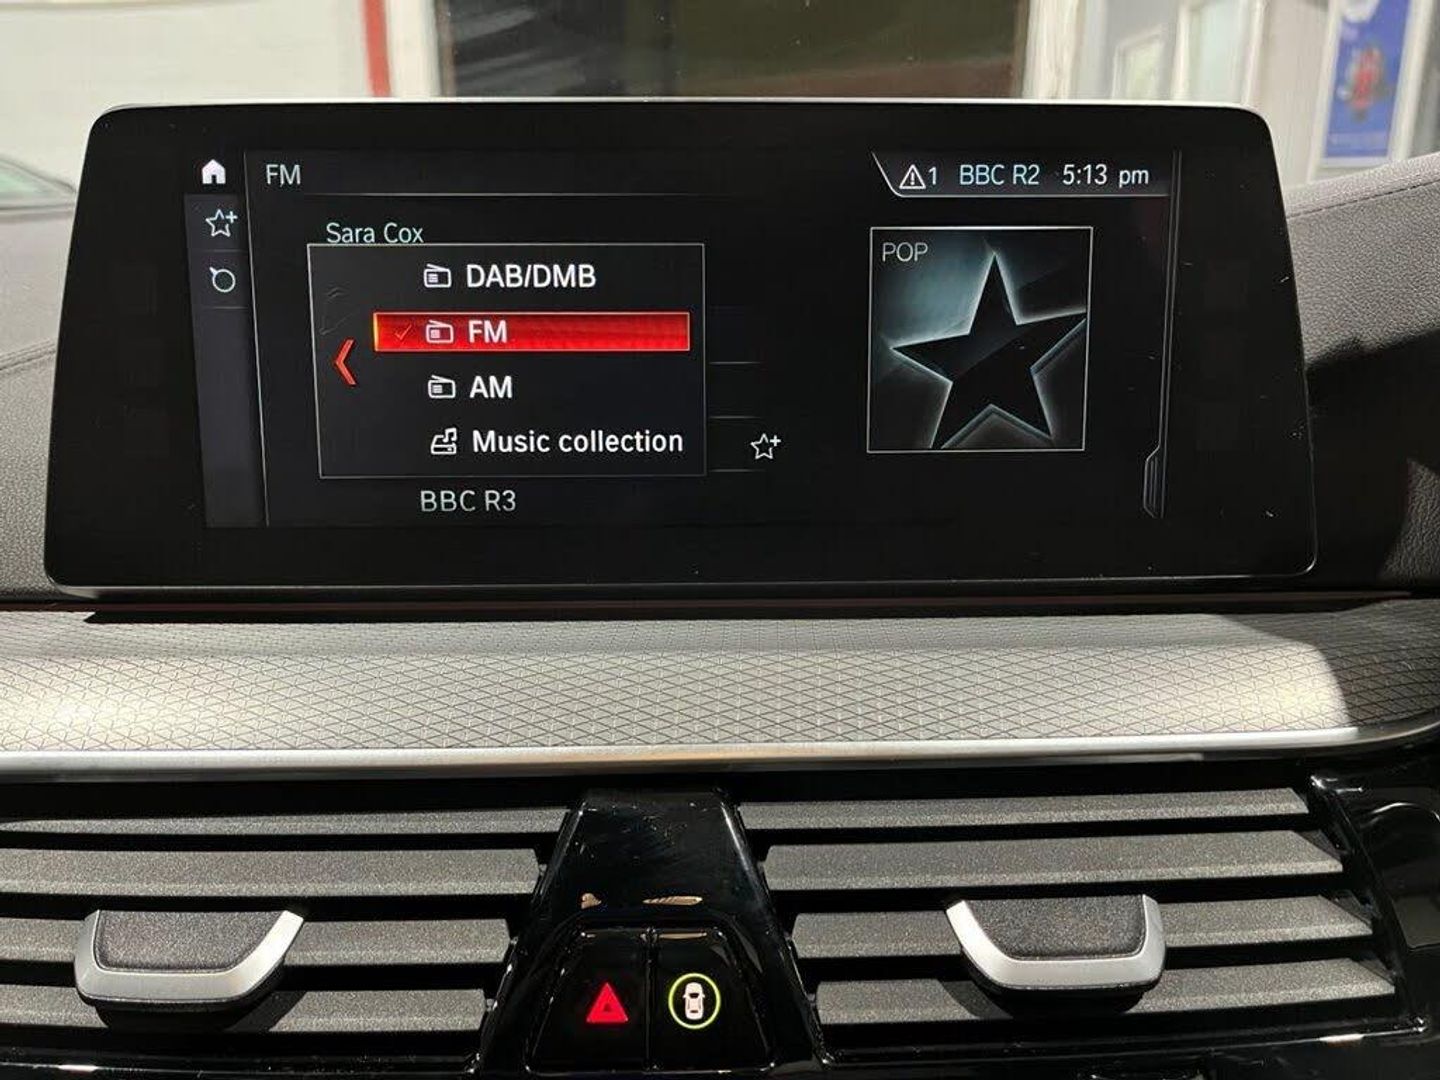 FM
1 BBC R2 5:13 pm
Sara Cox
DAB/DMB
FM
AM
Music collection
BBC R3
POP